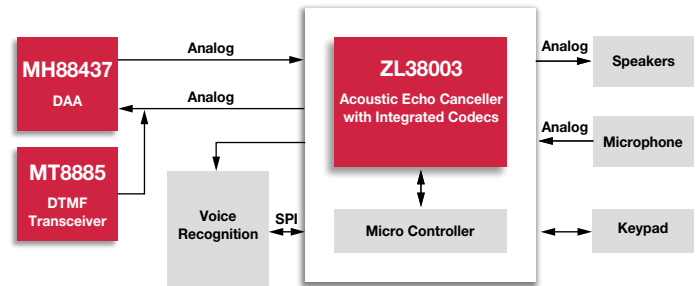 MH88437
DAA
MT8885
DTMF
Transceiver
Analog
Analog
Voice
Recognition
SPI
ZL38003
Acoustic Echo Canceller
with Integrated Codecs
Micro Controller
Analog
Speakers
Analog
Microphone
Keypad